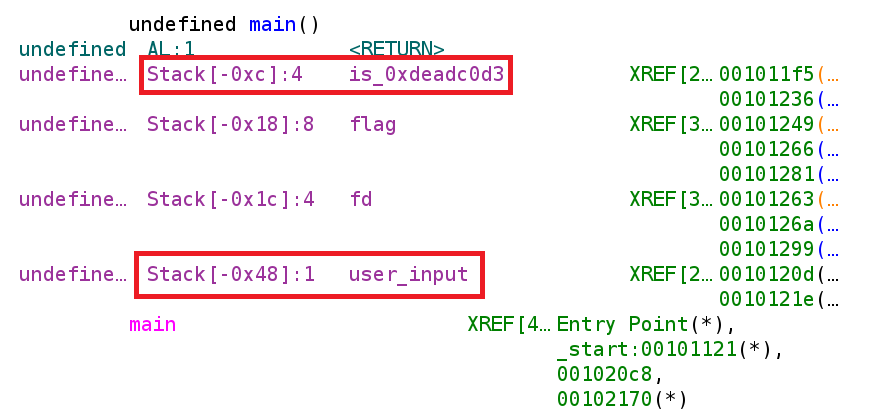 undefined main()
undefined AL:1 <RETURN>
undefine… Stack[-0xc]:4 is_0xdeadc0d3 XREF[2… 001011f5(…
00101236(…
undefine… Stack[-0x18]:8 flag XREF[3… 00101249(…
00101266(…
00101281(…
undefine… Stack[-0x1c]:4 fd XREF[3… 00101263(…
0010126a(…
00101299(…
undefine… Stack[-0x48]:1 user_input XREF[2… 0010120d(…
0010121e(…
main XREF[4… Entry Point(*),
_start:00101121(*),
001020c8,
00102170(*)